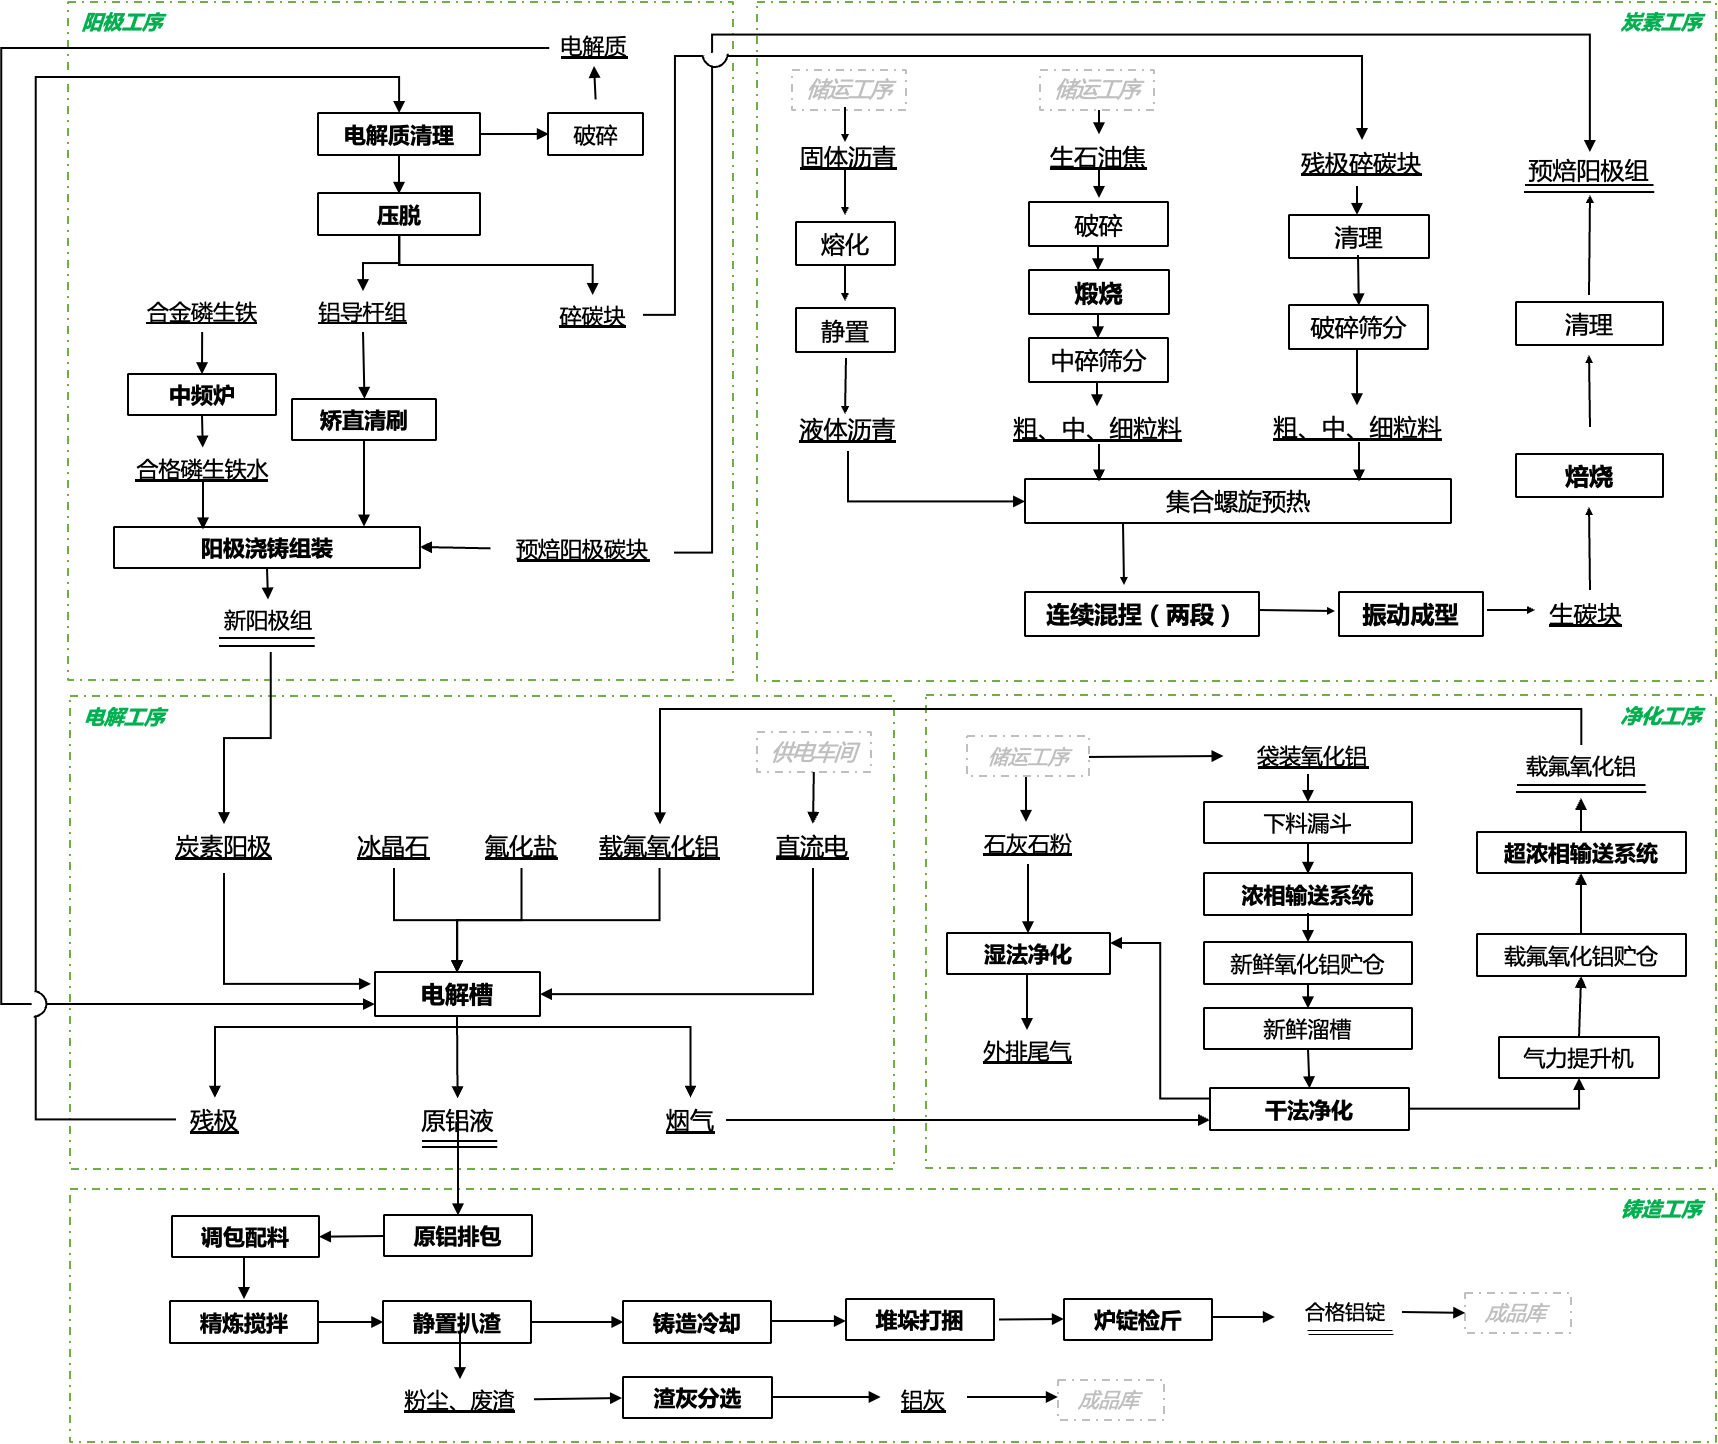 阳极工序
电解质
电解质清理
破碎
压脱
合金磷生铁
铝导杆组
碎碳块
中频炉
矫直清刷
合格磷生铁水
阳极浇铸组装
预焙阳极碳块
新阳极组
炭素工序
储运工序
储运工序
固体沥青
生石油焦
残极碎碳块
预焙阳极组
熔化
破碎
清理
煅烧
静置
中碎筛分
破碎筛分
清理
液体沥青
粗、中、细粒料
粗、中、细粒料
焙烧
集合螺旋预热
连续混捏（两段）
振动成型
生碳块
电解工序
供电车间
炭素阳极
冰晶石
氟化盐
载氟氧化铝
直流电
电解槽
残极
原铝液
烟气
净化工序
储运工序
袋装氧化铝
载氟氧化铝
石灰石粉
下料漏斗
超浓相输送系统
浓相输送系统
湿法净化
新鲜氧化铝贮仓
载氟氧化铝贮仓
新鲜溜槽
外排尾气
气力提升机
干法净化
铸造工序
调包配料
原铝排包
精炼搅拌
静置扒渣
铸造冷却
堆垛打捆
炉锭检斤
合格铝锭
成品库
粉尘、废渣
渣灰分选
铝灰
成品库